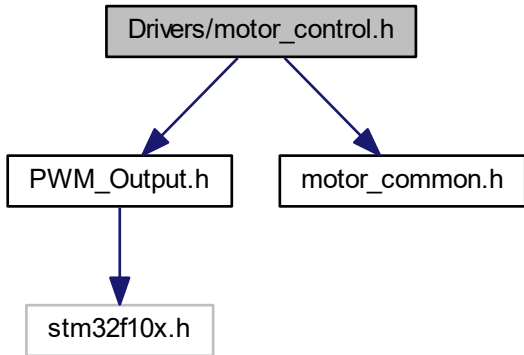 Drivers/motor_control.h
PWM_Output.h
motor_common.h
stm32f10x.h